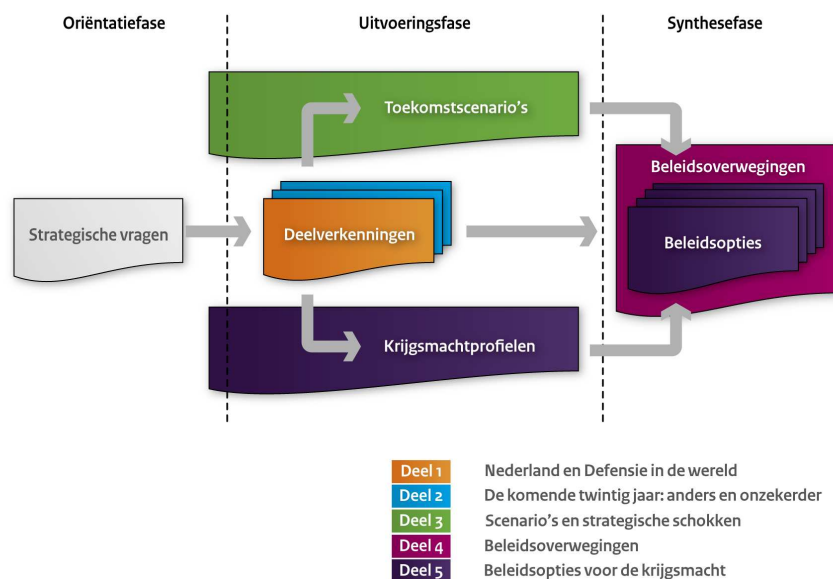 Oriëntatiefase
Uitvoeringsfase
Synthesefase
Toekomstscenario's
Beleidsoverwegingen
Strategische vragen
Deelverkenningen
Beleidsopties
Krijgsmachtprofielen
Deel 1 Nederland en Defensie in de wereld
Deel 2 De komende twintig jaar: anders en onzekerder
Deel 3 Scenario's en strategische schokken
Deel 4 Beleidsoverwegingen
Deel 5 Beleidsopties voor de krijgsmacht